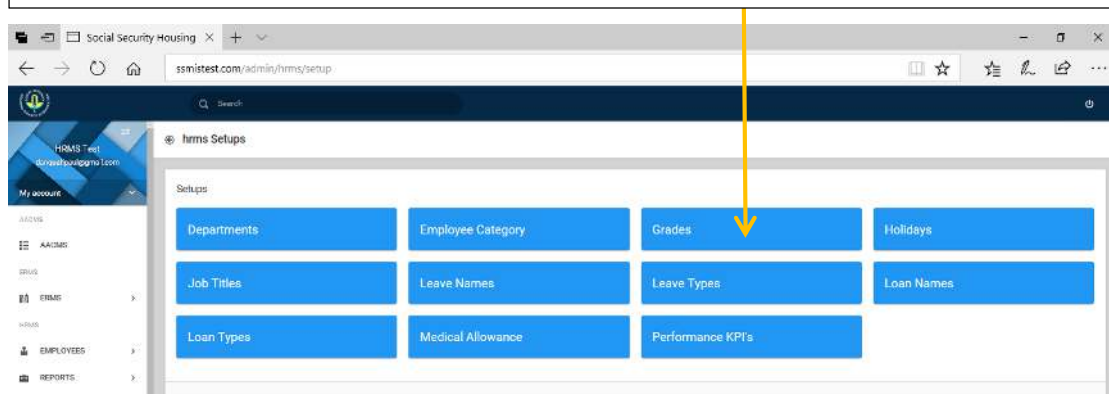 Social Security Housing
ssmistest.com/admin/hrms/setup
Search
HRMS Test
My account
hrms Setups
Setups
Departments
Employee Category
Grades
Holidays
Job Titles
Leave Names
Leave Types
Loan Names
Loan Types
Medical Allowance
Performance KPI's
AACMS
AACMS
ERMS
ERMS
HRMS
EMPLOYEES
REPORTS